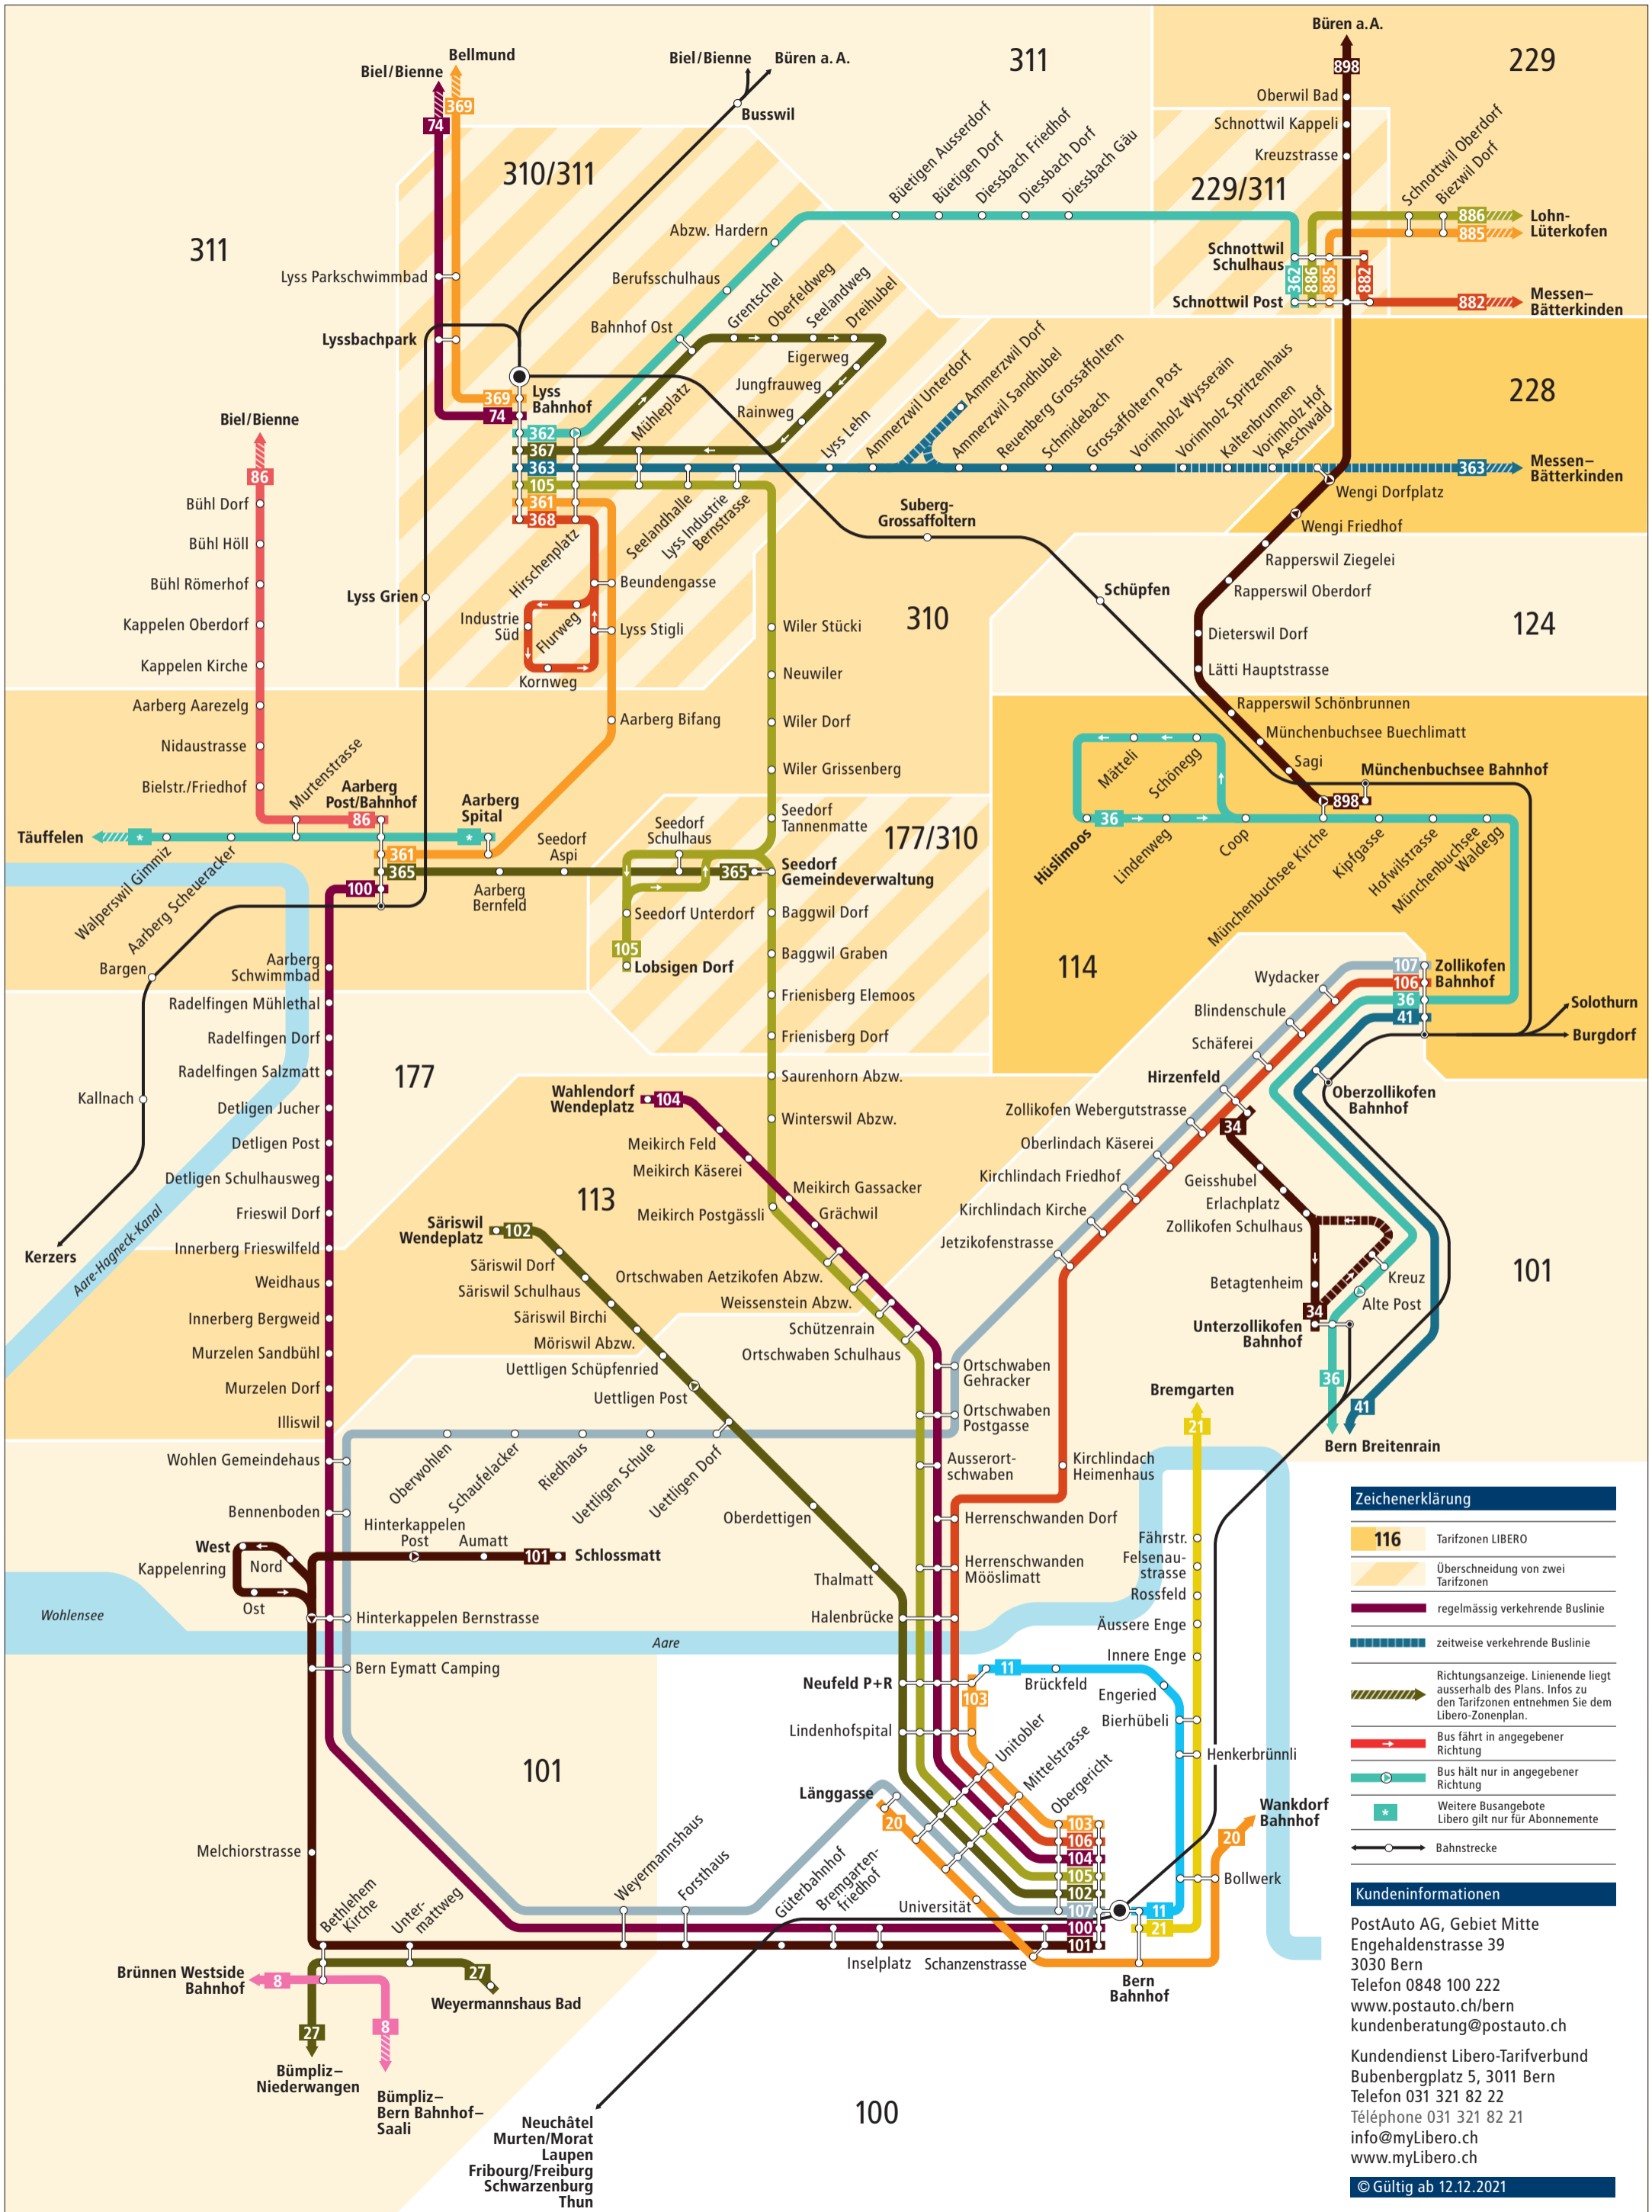 Büren a. A.
Bellmund
Biel/Bienne
Biel/Bienne
Büren a. A.
311
229
898
369
Oberwil Bad
Busswil
74
Schnottwil Kappeli
Kreuzstrasse
310/311
229/311
Büetigen Ausserdorf
Büetigen Dorf
Diessbach Friedhof
Diessbach Dorf
Diessbach Gäu
Schnottwil Oberdorf
Biezwil Dorf
886
885
Lohn-
Lüterkofen
311
Abzw. Hardern
Schnottwil
Schulhaus
362
886
885
882
Lyss Parkschwimmbad
Berufsschulhaus
Schnottwil Post
882
Messen–
Bätterkinden
Bahnhof Ost
Grentschel
Oberfeldweg
Seelandweg
Dreihubel
Lyssbachpark
Eigerweg
Jungfrauweg
Rainweg
Mühleplatz
369
74
Lyss
Bahnhof
228
362
367
363
105
361
368
Lyss Lehn
Ammerzwil Unterdorf
Ammerzwil Dorf
Ammerzwil Sandhubel
Reuenberg Grossaffoltern
Schmidebach
Grossaffoltern Post
Vorimholz Wysserain
Vorimholz Spritzenhaus
Kaltenbrunnen
Vorimholz Hof
Aeschwald
363
Messen–
Bätterkinden
Biel/Bienne
86
Wengi Dorfplatz
Wengi Friedhof
Bühl Dorf
Bühl Höll
Bühl Römerhof
Kappelen Oberdorf
Kappelen Kirche
Aarberg Aarezelg
Nidaustrasse
Bielstr./Friedhof
Hirschenplatz
Seelandhalle
Lyss Industrie
Bernstrasse
Suberg-
Grossaffoltern
Rapperswil Ziegelei
Rapperswil Oberdorf
Schüpfen
Lyss Grien
Beundengasse
Industrie
Süd
Flurweg
Lyss Stigli
Kornweg
310
124
Wiler Stücki
Neuwiler
Wiler Dorf
Wiler Grissenberg
Dieterswil Dorf
Lätti Hauptstrasse
Rapperswil Schönbrunnen
Münchenbuchsee Buechlimatt
Sagi
Münchenbuchsee Bahnhof
Aarberg Bifang
Mätteli
Schönegg
898
Murtenstrasse
Aarberg
Post/Bahnhof
Aarberg
Spital
86
Täuffelen
*
*
361
365
100
Walperswil Gimmiz
Aarberg Scheueracker
Seedorf
Aspi
Aarberg
Bernfeld
Seedorf
Schulhaus
Seedorf
Tannenmatte
177/310
365
Seedorf
Gemeindeverwaltung
36
Hüslimoos
Lindenweg
Coop
Münchenbuchsee Kirche
Kipfgasse
Hofwilstrasse
Münchenbuchsee
Waldegg
Seedorf Unterdorf
105
Lobsigen Dorf
Baggwil Dorf
Baggwil Graben
Frienisberg Elemoos
Frienisberg Dorf
Saurenhorn Abzw.
Winterswil Abzw.
114
Bargen
Aarberg
Schwimmbad
Radelfingen Mühlethal
Radelfingen Dorf
Radelfingen Salzmatt
Detligen Jucher
Detligen Post
Detligen Schulhausweg
Frieswil Dorf
Innerberg Frieswilfeld
Weidhaus
Innerberg Bergweid
Murzelen Sandbühl
Murzelen Dorf
Illiswil
Wohlen Gemeindehaus
Bennenboden
177
Kallnach
Kerzers
Aare-Hagneck-Kanal
107
106
36
41
Zollikofen
Bahnhof
Wydacker
Blindenschule
Schäferei
Hirzenfeld
Zollikofen Webergutstrasse
Oberlindach Käserei
Kirchlindach Friedhof
Kirchlindach Kirche
Jetzikofenstrasse
Solothurn
Burgdorf
Oberzollikofen
Bahnhof
34
Geisshubel
Erlachplatz
Zollikofen Schulhaus
Betagtenheim
34
Unterzollikofen
Bahnhof
Kreuz
Alte Post
101
36
41
Bern Breitenrain
Wahlendorf
Wendeplatz
104
Meikirch Feld
Meikirch Käserei
Meikirch Gassacker
Grächwil
Meikirch Postgässli
113
Säriswil
Wendeplatz
102
Säriswil Dorf
Säriswil Schulhaus
Säriswil Birchi
Möriswil Abzw.
Uettligen Schüpfenried
Uettligen Post
Ortschwaben Aetzikofen Abzw.
Weissenstein Abzw.
Schützenrain
Ortschwaben Schulhaus
Ortschwaben
Gehracker
Ortschwaben
Postgasse
Ausserort-
schwaben
Kirchlindach
Heimenhaus
Herrenschwanden Dorf
Herrenschwanden
Mööslimatt
Bremgarten
21
Oberwohlen
Schaufelacker
Riedhaus
Uettligen Schule
Uettligen Dorf
Oberdettigen
Thalmatt
Halenbrücke
Hinterkappelen
Post
Aumatt
101
Schlossmatt
West
Kappelenring
Nord
Ost
Hinterkappelen Bernstrasse
Bern Eymatt Camping
Wohlensee
Aare
Fährstr.
Felsenau-
strasse
Rossfeld
Äussere Enge
Innere Enge
Neufeld P+R
11
Brückfeld
Engeried
103
Lindenhofspital
Bierhübeli
Unitobler
Mittelstrasse
Obergericht
Henkerbrünnli
101
Länggasse
20
103
106
104
105
102
107
100
101
Wankdorf
Bahnhof
20
Bollwerk
Melchiorstrasse
Weyermannshaus
Forsthaus
Güterbahnhof
Bremgarten-
friedhof
Universität
11
21
Bethlehem
Kirche
Unter-
mattweg
Inselplatz
Schanzenstrasse
Bern
Bahnhof
Brünnen Westside
Bahnhof
8
27
Weyermannshaus Bad
27
8
Bümpliz–
Niederwangen
Bümpliz–
Bern Bahnhof–
Saali
Neuchâtel
Murten/Morat
Laupen
Fribourg/Freiburg
Schwarzenburg
Thun
100
Zeichenerklärung
116
Tarifzonen LIBERO
Überschneidung von zwei
Tarifzonen
regelmässig verkehrende Buslinie
zeitweise verkehrende Buslinie
Richtungsanzeige. Linienende liegt
ausserhalb des Plans. Infos zu
den Tarifzonen entnehmen Sie dem
Libero-Zonenplan.
Bus fährt in angegebener
Richtung
Bus hält nur in angegebener
Richtung
*
Weitere Busangebote
Libero gilt nur für Abonnemente
Bahnstrecke
Kundeninformationen
PostAuto AG, Gebiet Mitte
Engehaldenstrasse 39
3030 Bern
Telefon 0848 100 222
www.postauto.ch/bern
kundenberatung@postauto.ch
Kundendienst Libero-Tarifverbund
Bubenbergplatz 5, 3011 Bern
Telefon 031 321 82 22
Téléphone 031 321 82 21
info@myLibero.ch
www.myLibero.ch
© Gültig ab 12.12.2021